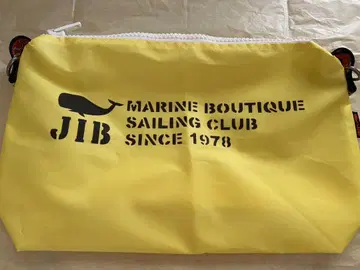 JIB
MARINE BOUTIQUE
SAILING CLUB
SINCE 1978